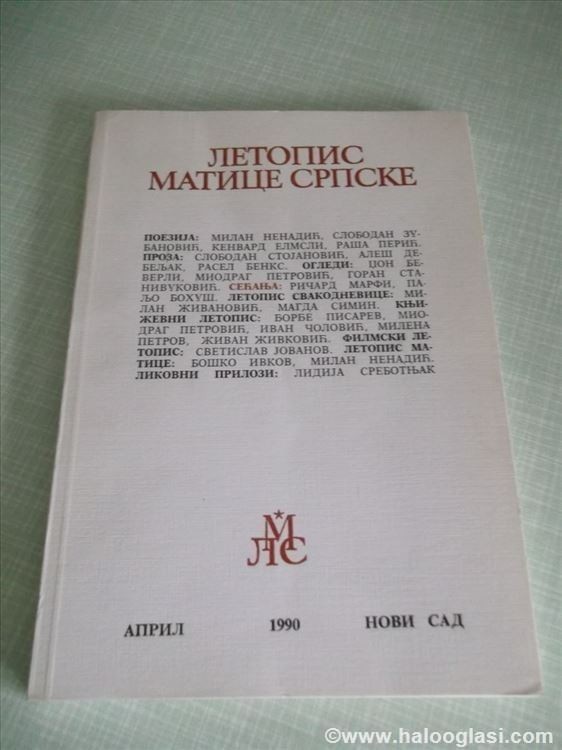 ЛЕТОПИС
МАТИЦЕ СРПСКЕ
ПОЕЗИЈА: МИЛАН НЕНАДИЋ, СЛОБОДАН ЗУ-
БАНОВИЋ, КЕНВАРД ЕЛМСЛИ, РАША ПЕРИЋ.
ПРОЗА: СЛОБОДАН СТОЈАНОВИЋ, АЛЕШ ДЕ-
БЕЉАК, РАСЕЛ БЕНКС. ОГЛЕДИ: ЏОН БЕ-
ВЕРЛИ, МИОДРАГ ПЕТРОВИЋ, ГОРАН СТА-
НИВУКОВИЋ. СЕЋАЊА: РИЧАРД МАРФИ, ПА-
ЉО БОХУШ. ЛЕТОПИС СВАКОДНЕВИЦЕ: МИ-
ЛАН ЖИВАНОВИЋ, МАГДА СИМИН. КЊИ-
ЖЕВНИ ЛЕТОПИС: ЂОРЂЕ ПИСАРЕВ, МИО-
ДРАГ ПЕТРОВИЋ, ИВАН ЧОЛОВИЋ, МИЛЕНА
ПЕТРОВ, ЖИВАН ЖИВКОВИЋ. ФИЛМСКИ ЛЕ-
ТОПИС: СВЕТИСЛАВ ЈОВАНОВ. ЛЕТОПИС МА-
ТИЦЕ: БОШКО ИВКОВ, МИЛАН НЕНАДИЋ.
ЛИКОВНИ ПРИЛОЗИ: ЛИДИЈА СРЕБОТЊАК
М
ЛС
АПРИЛ 1990 НОВИ САД
©www.halooglasi.com